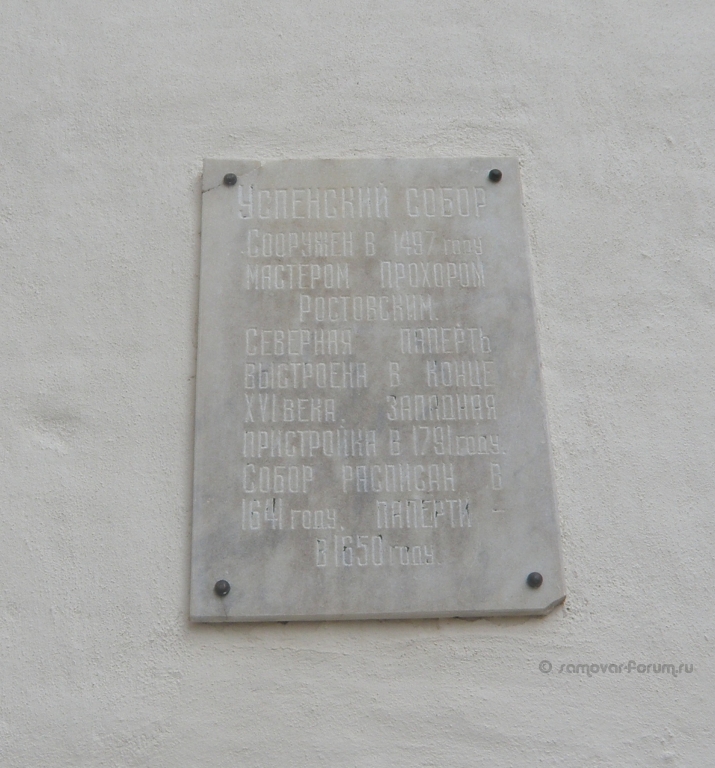 Успенский собор
Сооружен в 1497 году
мастером Прохором
Ростовским.
Северная паперть
выстроена в конце
XVI века, западная
пристройка в 1791 году.
Собор расписан в
1641 году, паперти -
в 1650 году.
© samovar-forum.ru